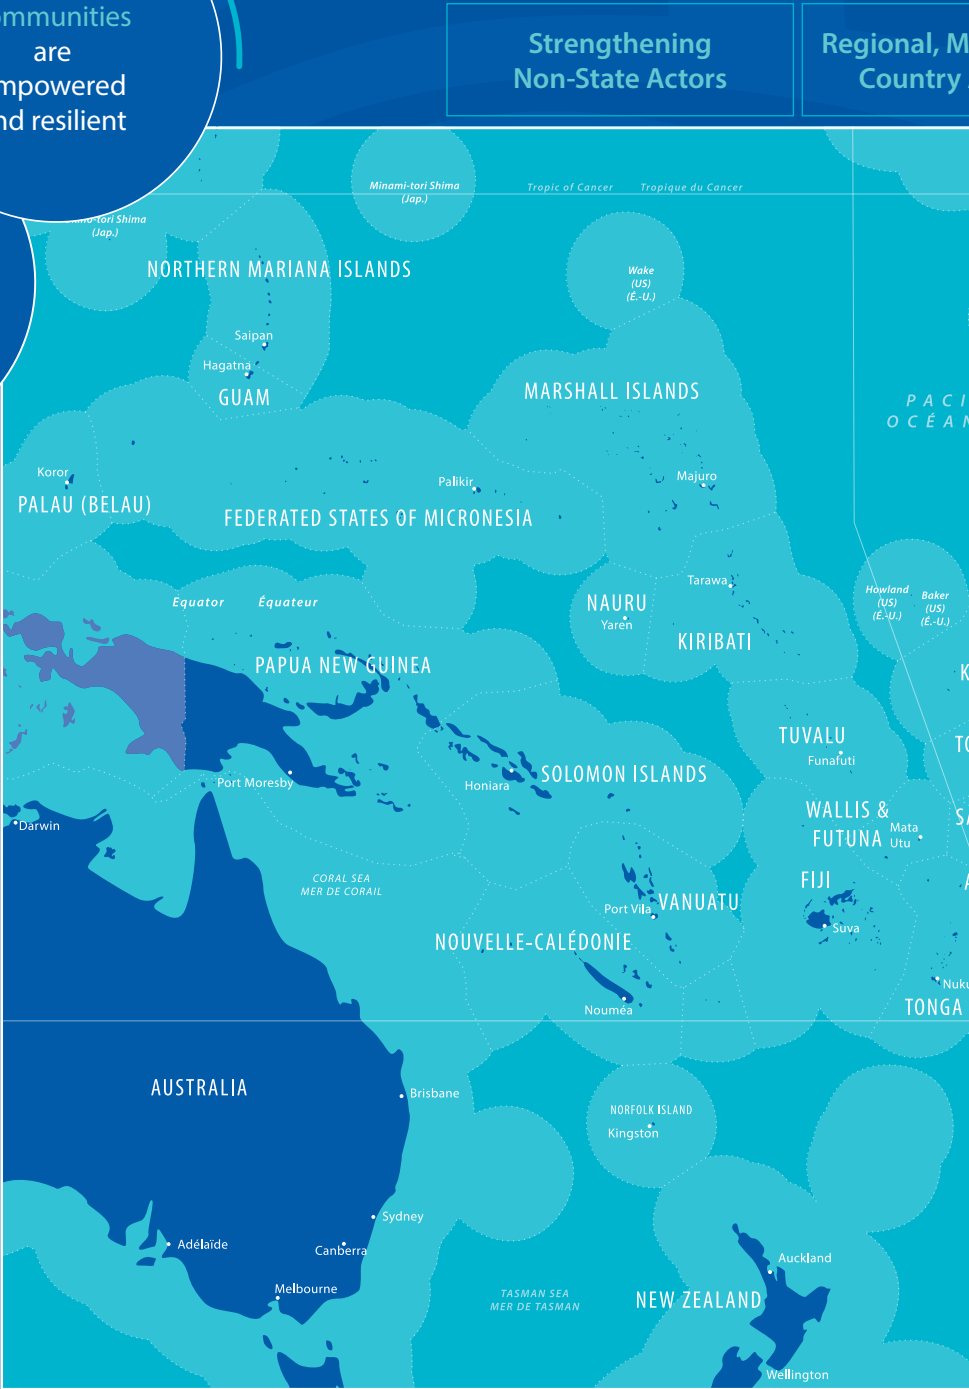 are
nd resilient
Strengthening
Non-State Actors
Regional,
Country
Minami-tori Shima
(Jap.)
Tropic of Cancer
Tropique du Cancer
Shima
(Jap.)
NORTHERN MARIANA ISLANDS
Wake
(US)
(É.-U.)
Saipan
Hagatna
GUAM
MARSHALL ISLANDS
Koror
Palikir
Majuro
PALAU (BELAU)
FEDERATED STATES OF MICRONESIA
Equator
Équateur
Tarawa
Howland
(US)
(É.-U.)
Baker
(US)
(É.-U.)
NAURU
Yaren
KIRIBATI
PAPUA NEW GUINEA
TUVALU
Funafuti
Port Moresby
Honiara
SOLOMON ISLANDS
Darwin
WALLIS &
FUTUNA
Mata
Utu
CORAL SEA
MER DE CORAIL
FIJI
Port Vila
VANUATU
Suva
NOUVELLE-CALÉDONIE
Nouméa
TONGA
AUSTRALIA
Brisbane
NORFOLK ISLAND
Kingston
Sydney
Adélaïde
Canberra
Auckland
Melbourne
TASMAN SEA
MER DE TASMAN
NEW ZEALAND
Wellington